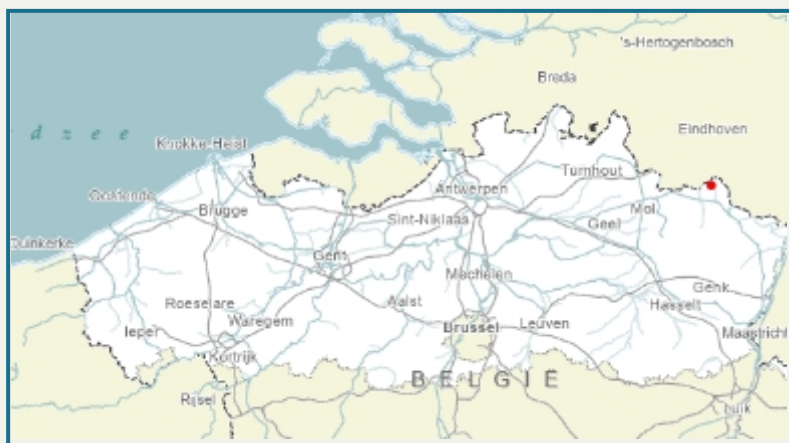 's-Hertogenbosch
Breda
d z e e
Eindhoven
Knokke-Heist
Turnhout
Antwerpen
Oostende
Mol
Brugge
Sint-Niklaas
Geel
Duinkerke
Gent
Mechelen
Genk
Roeselare
Aalst
Hasselt
Waregem
Brussel
Leuven
Ieper
Maastricht
Kortrijk
BELGIË
Rijsel
Luik